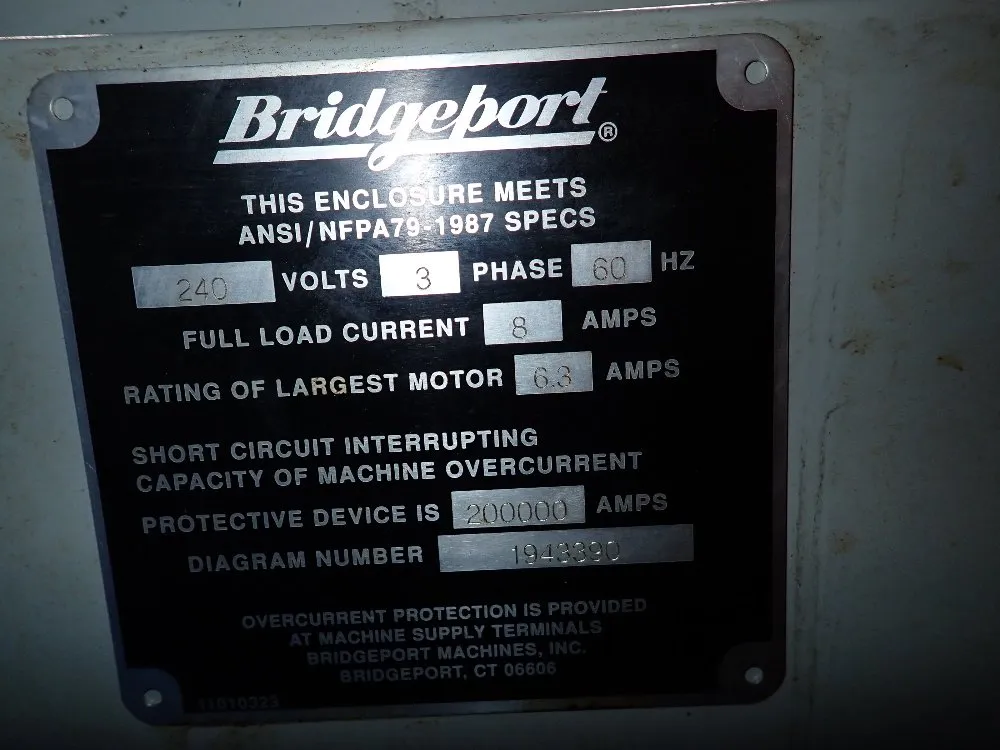 Bridgeport®
THIS ENCLOSURE MEETS
ANSI/NFPA79-1987 SPECS
240 VOLTS 3 PHASE 60 HZ
FULL LOAD CURRENT 8 AMPS
RATING OF LARGEST MOTOR 6.3 AMPS
SHORT CIRCUIT INTERRUPTING
CAPACITY OF MACHINE OVERCURRENT
PROTECTIVE DEVICE IS 200000 AMPS
DIAGRAM NUMBER 1943390
OVERCURRENT PROTECTION IS PROVIDED
AT MACHINE SUPPLY TERMINALS
BRIDGEPORT MACHINES, INC.
BRIDGEPORT, CT 06606